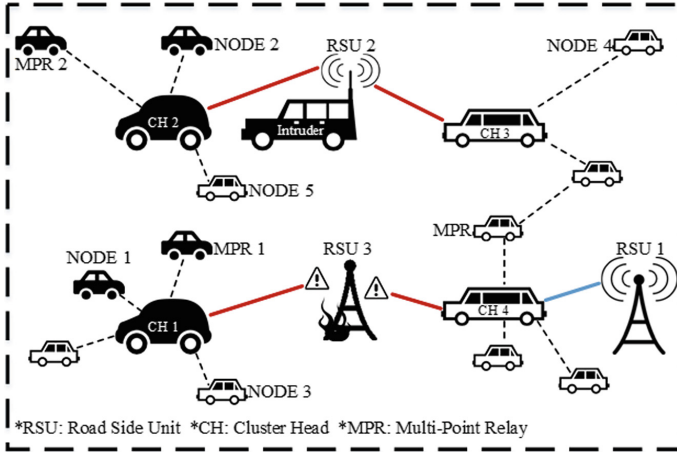 NODE 2
RSU 2
NODE 4
MPR 2
CH 2
Intruder
CH 3
NODE 5
MPR
NODE 1
MPR 1
RSU 3
RSU 1
CH 1
CH 4
NODE 3
*RSU: Road Side Unit *CH: Cluster Head *MPR: Multi-Point Relay